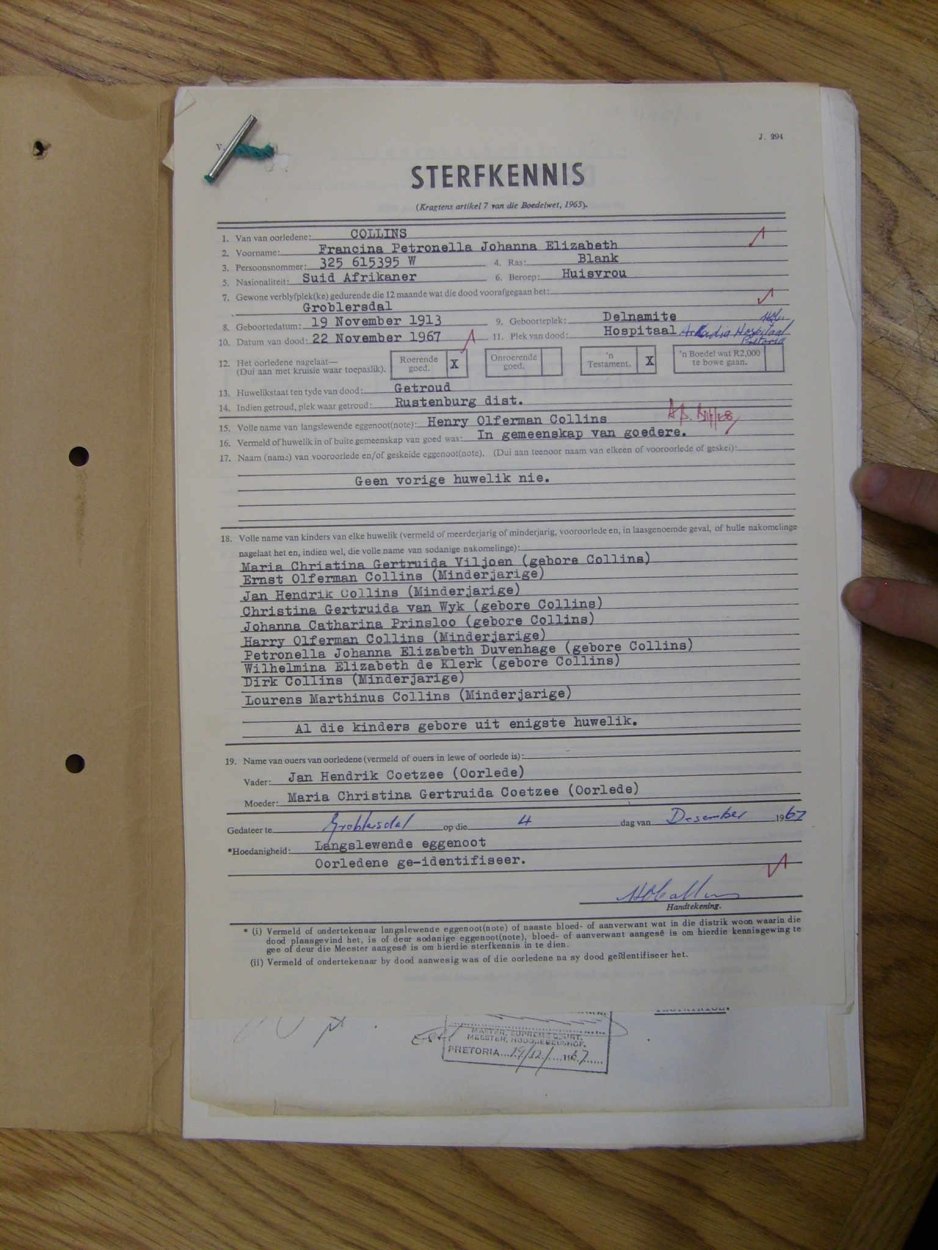 V.
J. 294
STERFKENNIS
(Kragtens artikel 7 van die Boedelwet, 1965).
1. Van van oorledene: COLLINS
2. Voorname: Francina Petronella Johanna Elizabeth
3. Persoonsnommer: 325 615395 W 4. Ras: Blank
5. Nasionaliteit: Suid Afrikaner 6. Beroep: Huisvrou
7. Gewone verblyfplek(ke) gedurende die 12 maande wat die dood voorafgegaan het:
Groblersdal
8. Geboortedatum: 19 November 1913 9. Geboorteplek: Delnamite
10. Datum van dood: 22 November 1967 11. Plek van dood: Hospitaal Arcadia Hospitaal Pretoria
12. Het oorledene nagelaat— (Dui aan met kruisie waar toepaslik). Roerende goed. X Onroerende goed. 'n Testament. X 'n Boedel wat R2,000 te bowe gaan.
13. Huwelikstaat ten tyde van dood: Getroud
14. Indien getroud, plek waar getroud: Rustenburg dist.
15. Volle name van langslewende eggenoot(note): Henry Olferman Collins
16. Vermeld of huwelik in of buite gemeenskap van goed was: In gemeenskap van goedere.
17. Naam (name) van vooroorlede en/of geskeide eggenoot(note). (Dui aan teenoor naam van elkeen of vooroorlede of geskei):
Geen vorige huwelik nie.
18. Volle name van kinders van elke huwelik (vermeld of meerderjarig of minderjarig, vooroorlede en, in laasgenoemde geval, of hulle nakomelinge
nagelaat het en, indien wel, die volle name van sodanige nakomelinge):
Maria Christina Gertruida Viljoen (gebore Collins)
Ernst Olferman Collins (Minderjarige)
Jan Hendrik Collins (Minderjarige)
Christina Gertruida van Wyk (gebore Collins)
Johanna Catharina Prinsloo (gebore Collins)
Harry Olferman Collins (Minderjarige)
Petronella Johanna Elizabeth Duvenhage (gebore Collins)
Wilhelmina Elizabeth de Klerk (gebore Collins)
Dirk Collins (Minderjarige)
Lourens Marthinus Collins (Minderjarige)
Al die kinders gebore uit enigste huwelik.
19. Name van ouers van oorledene (vermeld of ouers in lewe of oorlede is):
Vader: Jan Hendrik Coetzee (Oorlede)
Moeder: Maria Christina Gertruida Coetzee (Oorlede)
Gedateer te Groblersdal op die 4 dag van Desember 1967
*Hoedanigheid: Langslewende eggenoot
Oorledene ge-identifiseer.
Handtekening.
* (i) Vermeld of ondertekenaar langslewende eggenoot(note) of naaste bloed- of aanverwant wat in die distrik woon waarin die
dood plaasgevind het, is of deur sodanige eggenoot(note), bloed- of aanverwant aangesê is om hierdie kennisgewing te
gee of deur die Meester aangesê is om hierdie sterfkennis in te dien.
(ii) Vermeld of ondertekenaar by dood aanwesig was of die oorledene na sy dood geïdentifiseer het.
MASTER, SUPREME COURT.
MEESTER, HOOGGEREGSHOF.
PRETORIA 19/12/ 1967